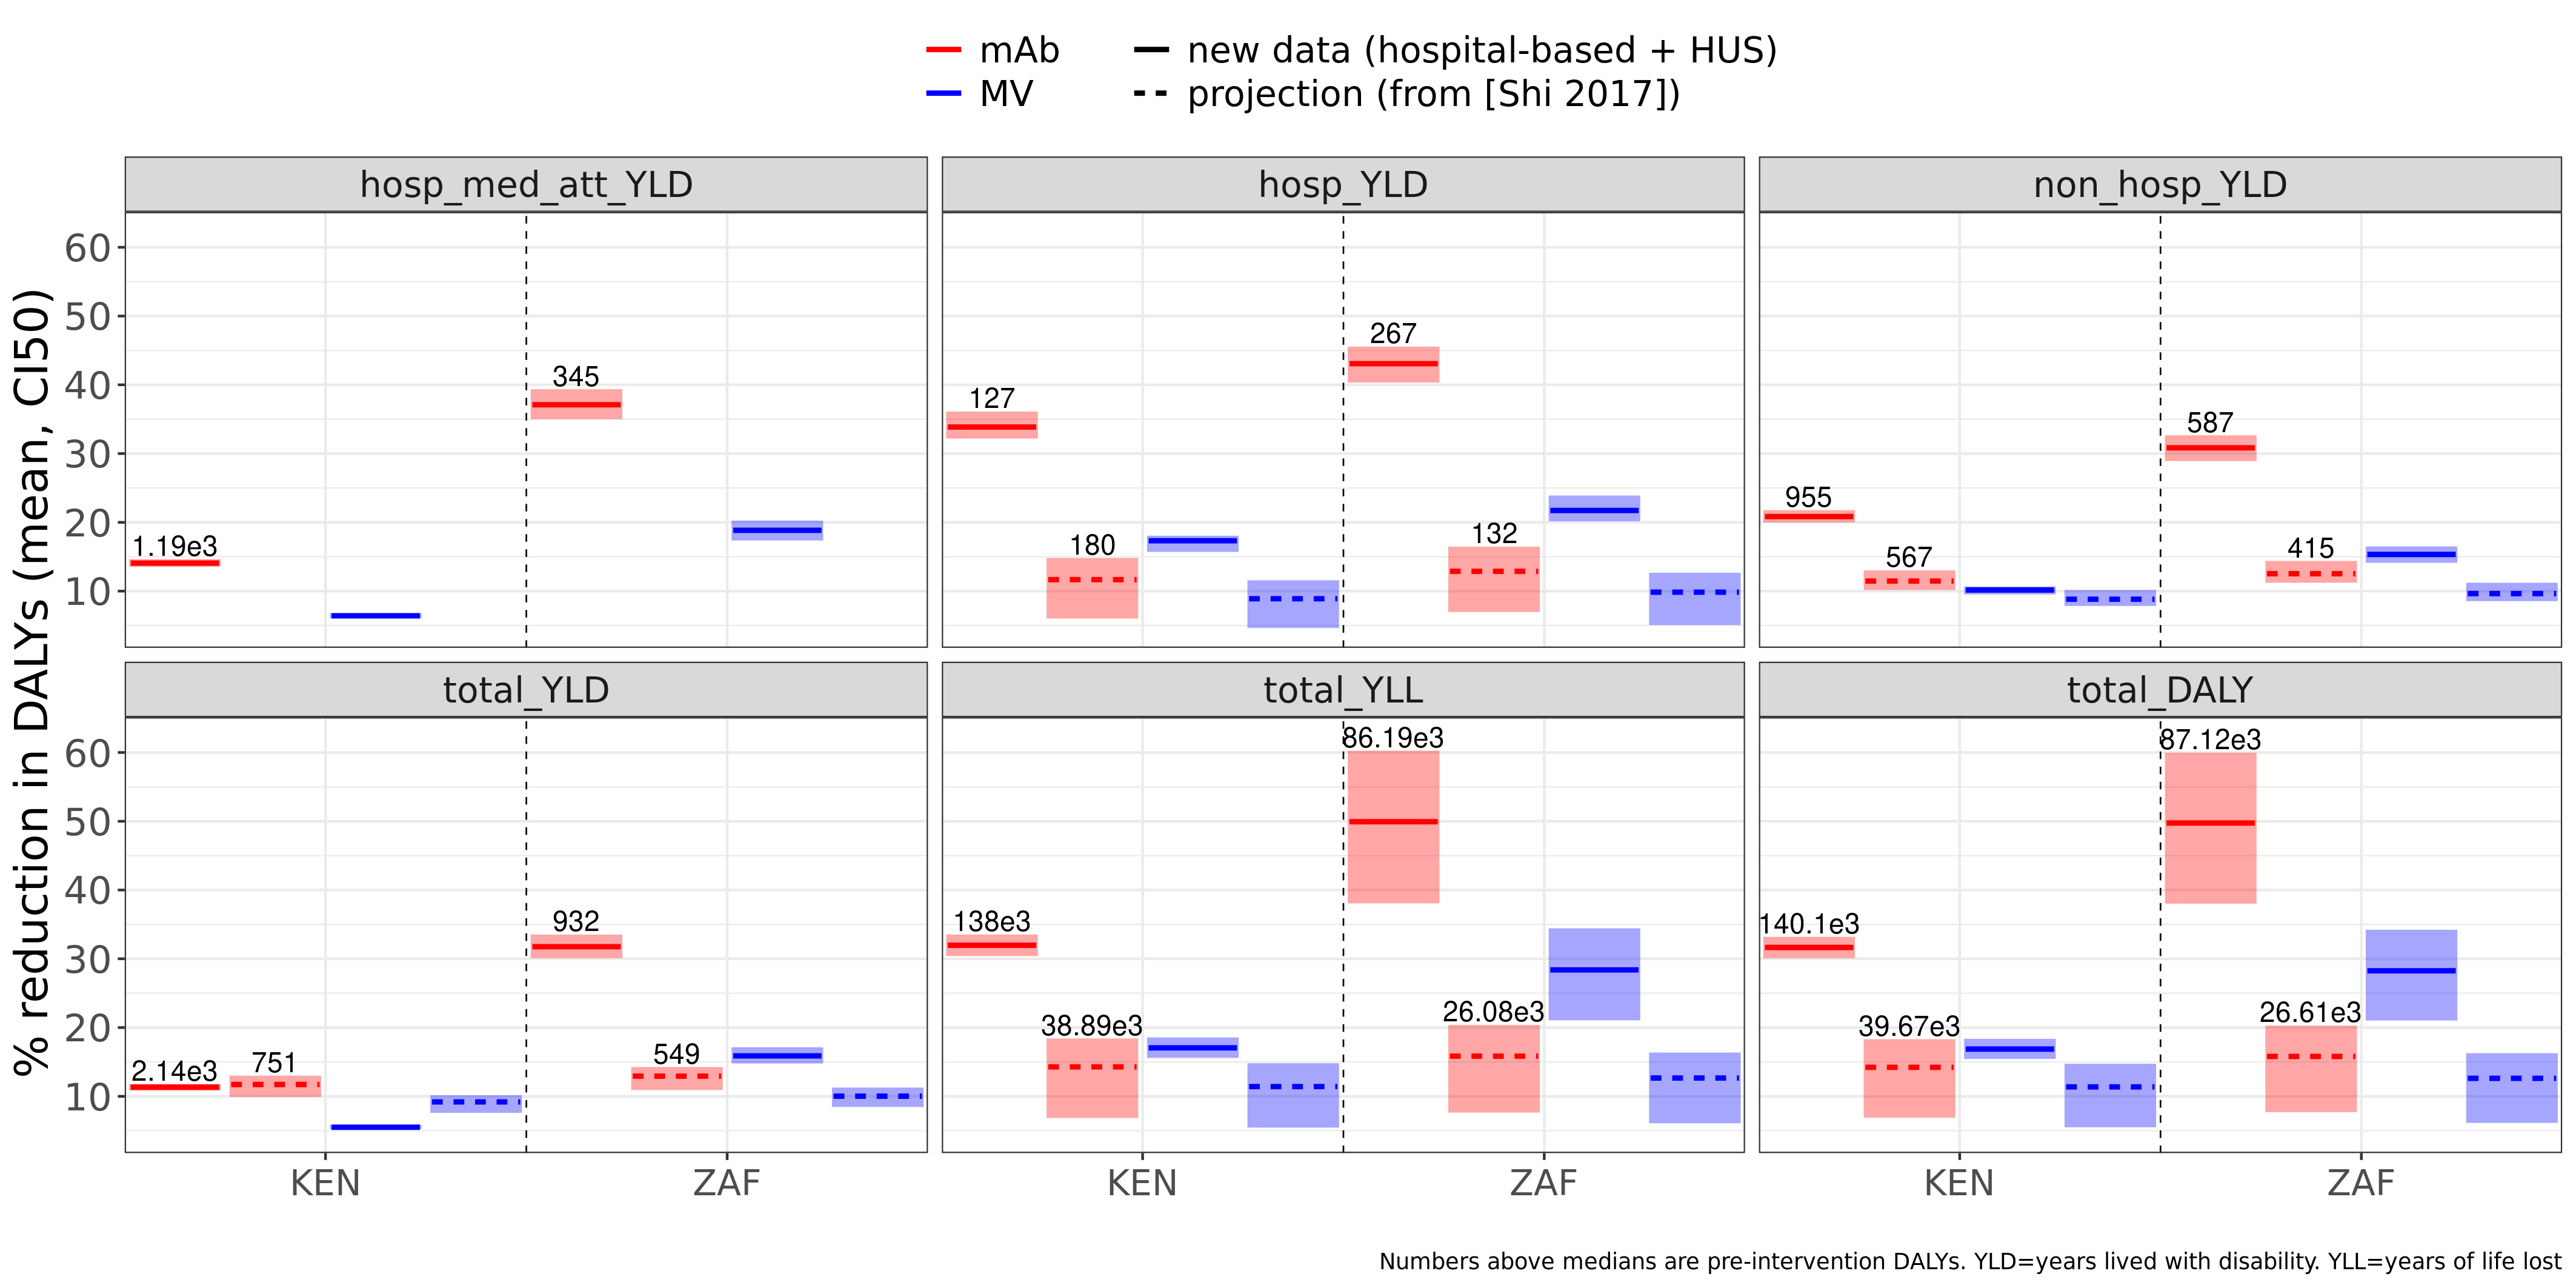 mAb
new data (hospital-based + HUS)
MV
projection (from [Shi 2017])
% reduction in DALYs (mean, CI50)
hosp_med_att_YLD
hosp_YLD
non_hosp_YLD
60
50
40
30
20
10
1.19e3
345
127
180
267
132
955
567
587
415
total_YLD
total_YLL
total_DALY
60
50
40
30
20
10
2.14e3
751
932
549
138e3
38.89e3
86.19e3
26.08e3
140.1e3
39.67e3
87.12e3
26.61e3
KEN
ZAF
KEN
ZAF
KEN
ZAF
Numbers above medians are pre-intervention DALYs. YLD=years lived with disability. YLL=years of life lost